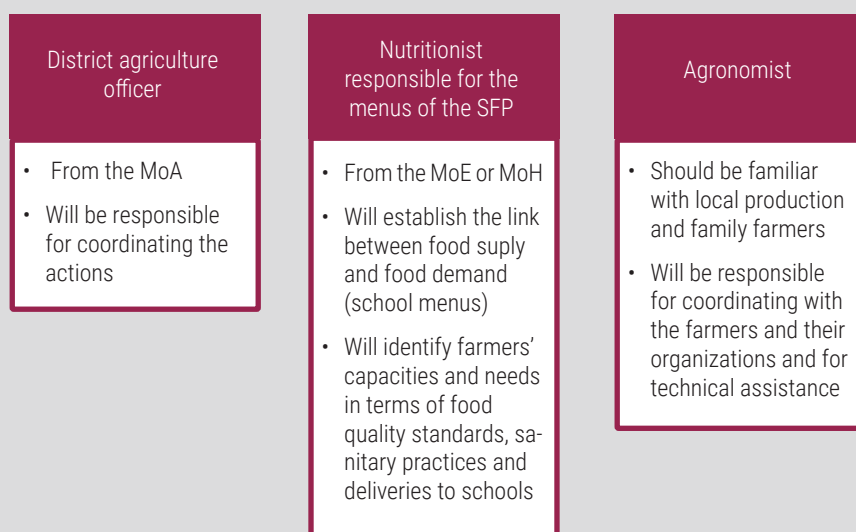 District agriculture
officer
• From the MoA
• Will be responsible
for coordinating the
actions
Nutritionist
responsible for the
menus of the SFP
• From the MoE or MoH
• Will establish the link
between food suply
and food demand
(school menus)
• Will identify farmers’
capacities and needs
in terms of food
quality standards, sa-
nitary practices and
deliveries to schools
Agronomist
• Should be familiar
with local production
and family farmers
• Will be responsible
for coordinating with
the farmers and their
organizations and for
technical assistance